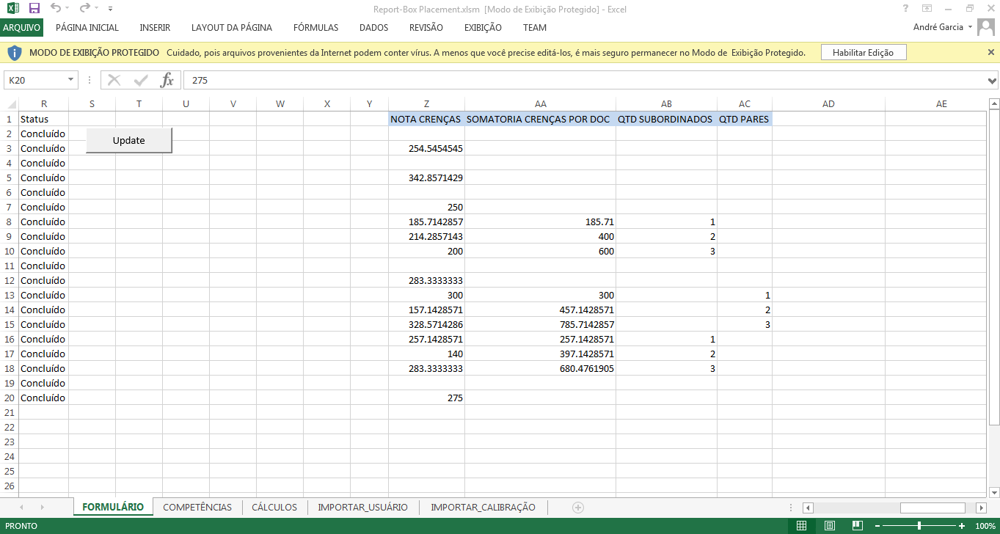 Report-Box Placement.xlsm [Modo de Exibição Protegido] - Excel
ARQUIVO PÁGINA INICIAL INSERIR LAYOUT DA PÁGINA FÓRMULAS DADOS REVISÃO EXIBIÇÃO TEAM André Garcia
MODO DE EXIBIÇÃO PROTEGIDO Cuidado, pois arquivos provenientes da Internet podem conter vírus. A menos que você precise editá-los, é mais seguro permanecer no Modo de Exibição Protegido. Habilitar Edição
K20 fx 275
R S T U V W X Y Z AA AB AC AD AE
1 Status NOTA CRENÇAS SOMATORIA CRENÇAS POR DOC QTD SUBORDINADOS QTD PARES
2 Concluído
Update
3 Concluído 254.5454545
4 Concluído
5 Concluído 342.8571429
6 Concluído
7 Concluído 250
8 Concluído 185.7142857 185.71 1
9 Concluído 214.2857143 400 2
10 Concluído 200 600 3
11 Concluído
12 Concluído 283.3333333
13 Concluído 300 300 1
14 Concluído 157.1428571 457.1428571 2
15 Concluído 328.5714286 785.7142857 3
16 Concluído 257.1428571 257.1428571 1
17 Concluído 140 397.1428571 2
18 Concluído 283.3333333 680.4761905 3
19 Concluído
20 Concluído 275
21
22
23
24
25
26
FORMULÁRIO COMPETÊNCIAS CÁLCULOS IMPORTAR_USUÁRIO IMPORTAR_CALIBRAÇÃO
PRONTO 100%